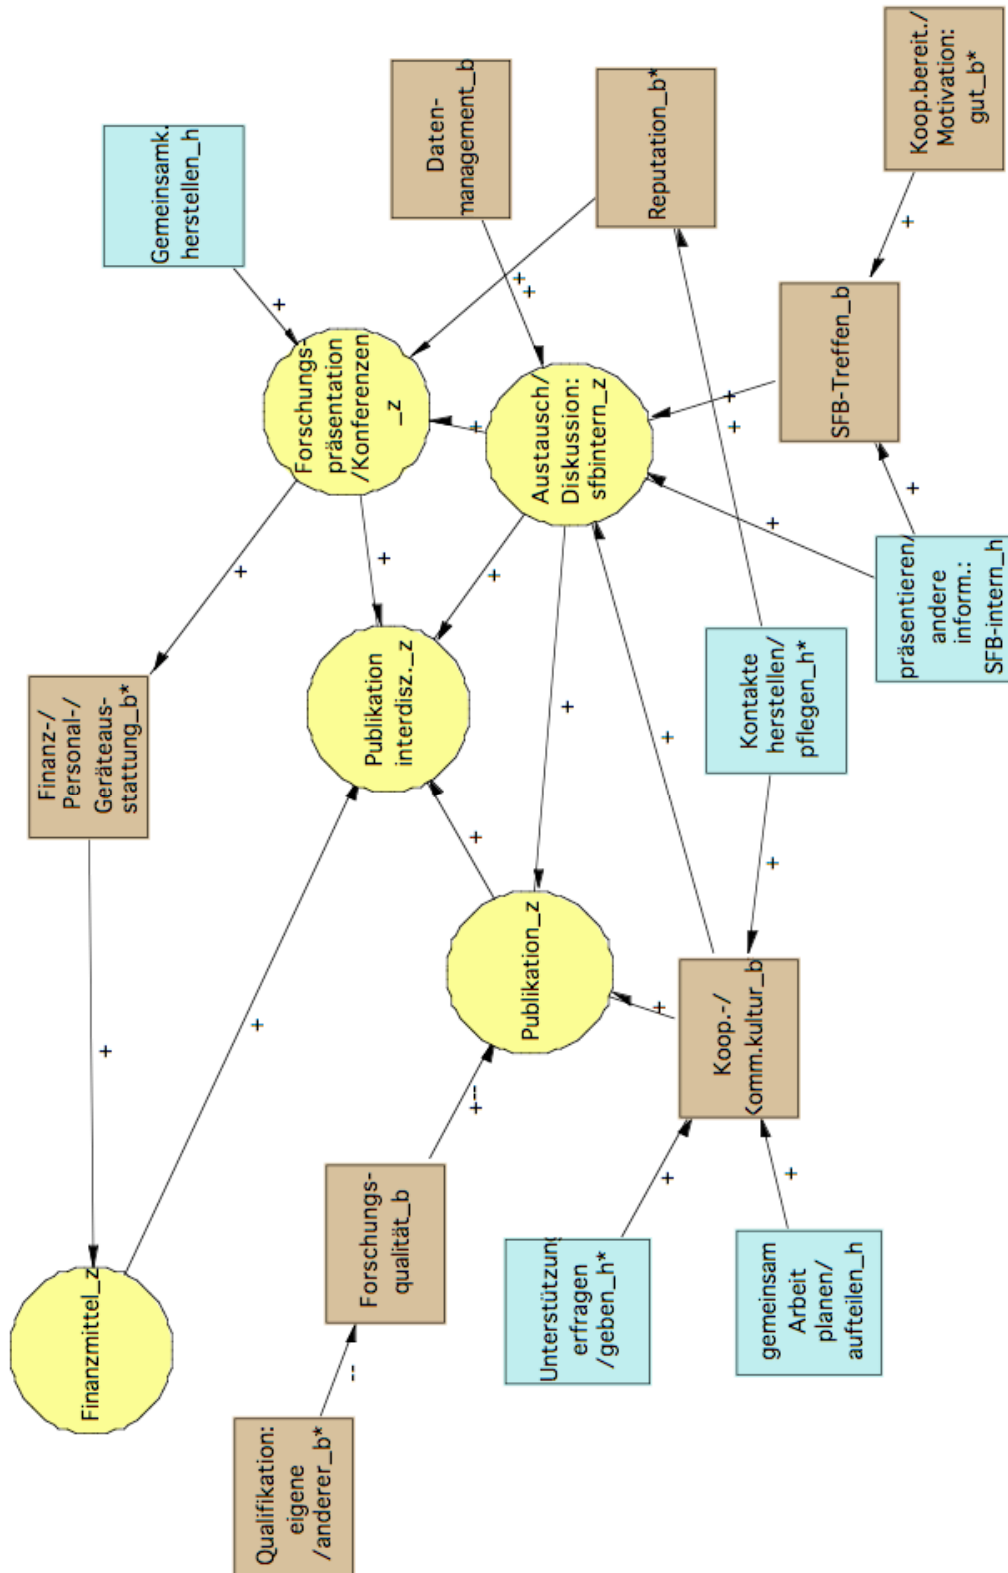 Gemeinsamk.
herstellen_h
Daten-
management_b
Reputation_b*
Koop.bereit./
Motivation:
gut_b*
+
+
+
+
Forschungs-
präsentation
/Konferenzen
_z
+
Austausch/
Diskussion:
sfbintern_z
+
+
SFB-Treffen_b
+
+
+
+
+
+
Finanz-/
Personal-/
Geräteaus-
stattung_b*
Publikation
interdisz._z
+
+
Kontakte
herstellen/
pflegen_h*
präsentieren/
andere
inform.:
SFB-intern_h
+
+
+
+
Publikation_z
+
Koop.-/
Komm.kultur_b
+--
+
+
Finanzmittel_z
Forschungs-
qualität_b
Unterstützung
erfragen
/geben_h*
gemeinsam
Arbeit
planen/
aufteilen_h
--
Qualifikation:
eigene
/anderer_b*